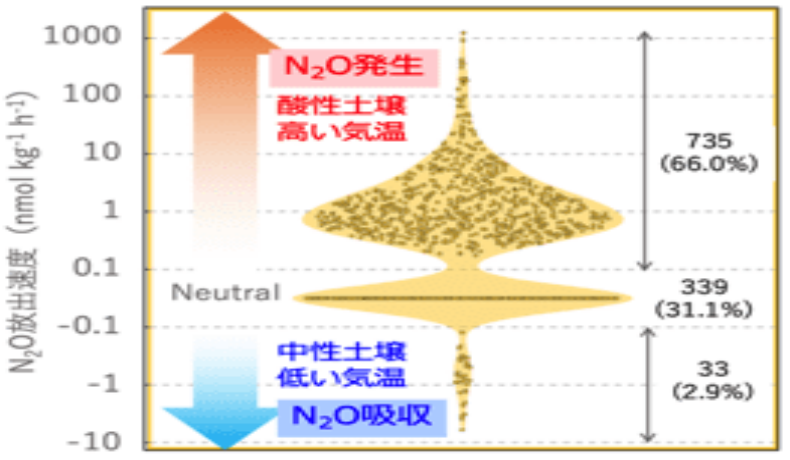 N₂O放出速度 (nmol kg⁻¹ h⁻¹)
1000
100
10
1
0.1
-0.1
-1
-10
N₂O発生
酸性土壌
高い気温
Neutral
中性土壌
低い気温
N₂O吸収
735
(66.0%)
339
(31.1%)
33
(2.9%)